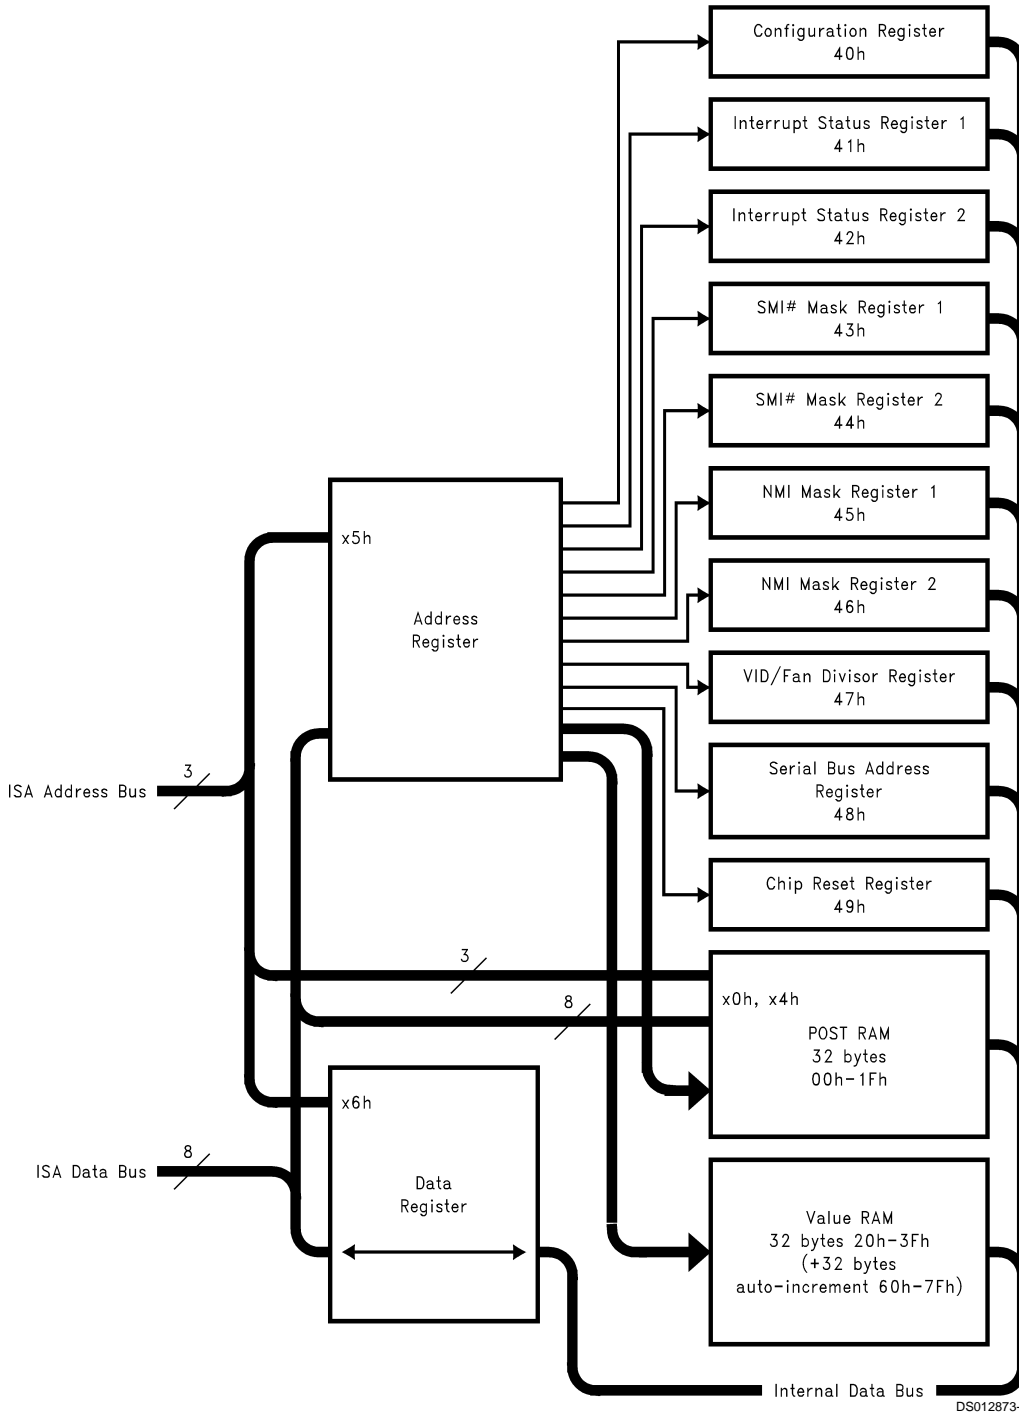 Configuration Register
40h
Interrupt Status Register 1
41h
Interrupt Status Register 2
42h
SMI# Mask Register 1
43h
SMI# Mask Register 2
44h
NMI Mask Register 1
45h
x5h
NMI Mask Register 2
46h
Address
Register
VID/Fan Divisor Register
47h
3
ISA Address Bus
Serial Bus Address
Register
48h
Chip Reset Register
49h
3
8
x0h, x4h
POST RAM
32 bytes
00h-1Fh
x6h
8
ISA Data Bus
Data
Register
Value RAM
32 bytes 20h-3Fh
(+32 bytes
auto-increment 60h-7Fh)
Internal Data Bus
DS012873-